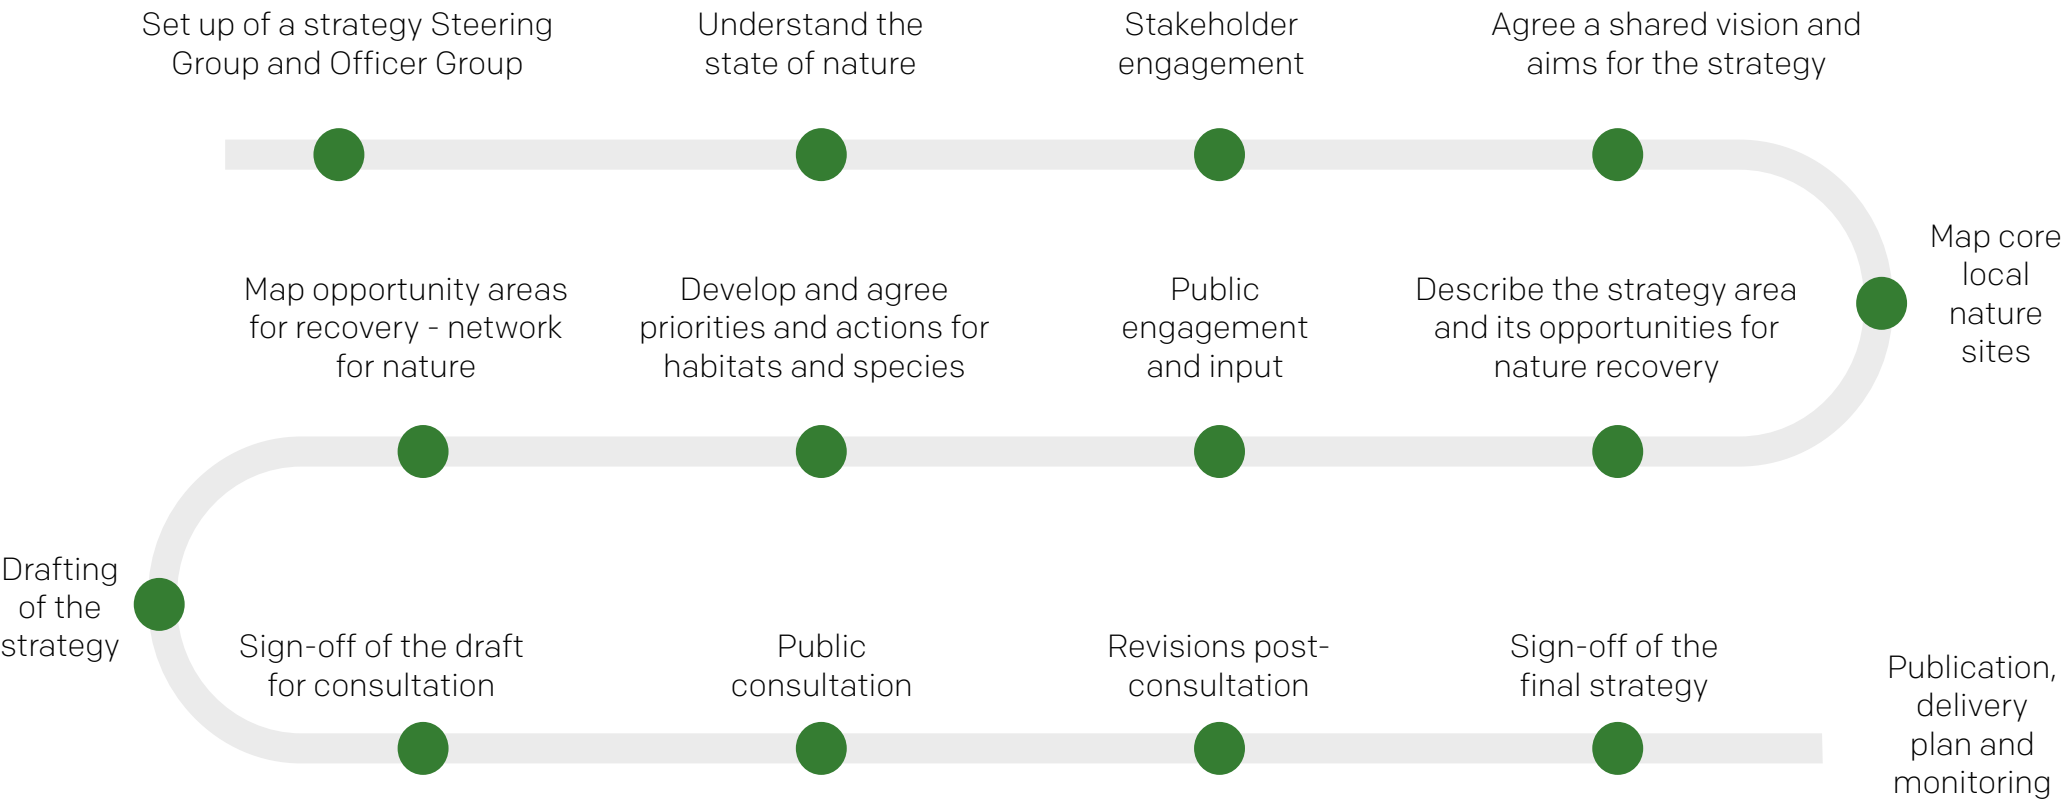 Set up of a strategy Steering
Group and Officer Group
Understand the
state of nature
Stakeholder
engagement
Agree a shared vision and
aims for the strategy
Map core
local
nature
sites
Describe the strategy area
and its opportunities for
nature recovery
Public
engagement
and input
Develop and agree
priorities and actions for
habitats and species
Map opportunity areas
for recovery - network
for nature
Drafting
of the
strategy
Sign-off of the draft
for consultation
Public
consultation
Revisions post-
consultation
Sign-off of the
final strategy
Publication,
delivery
plan and
monitoring